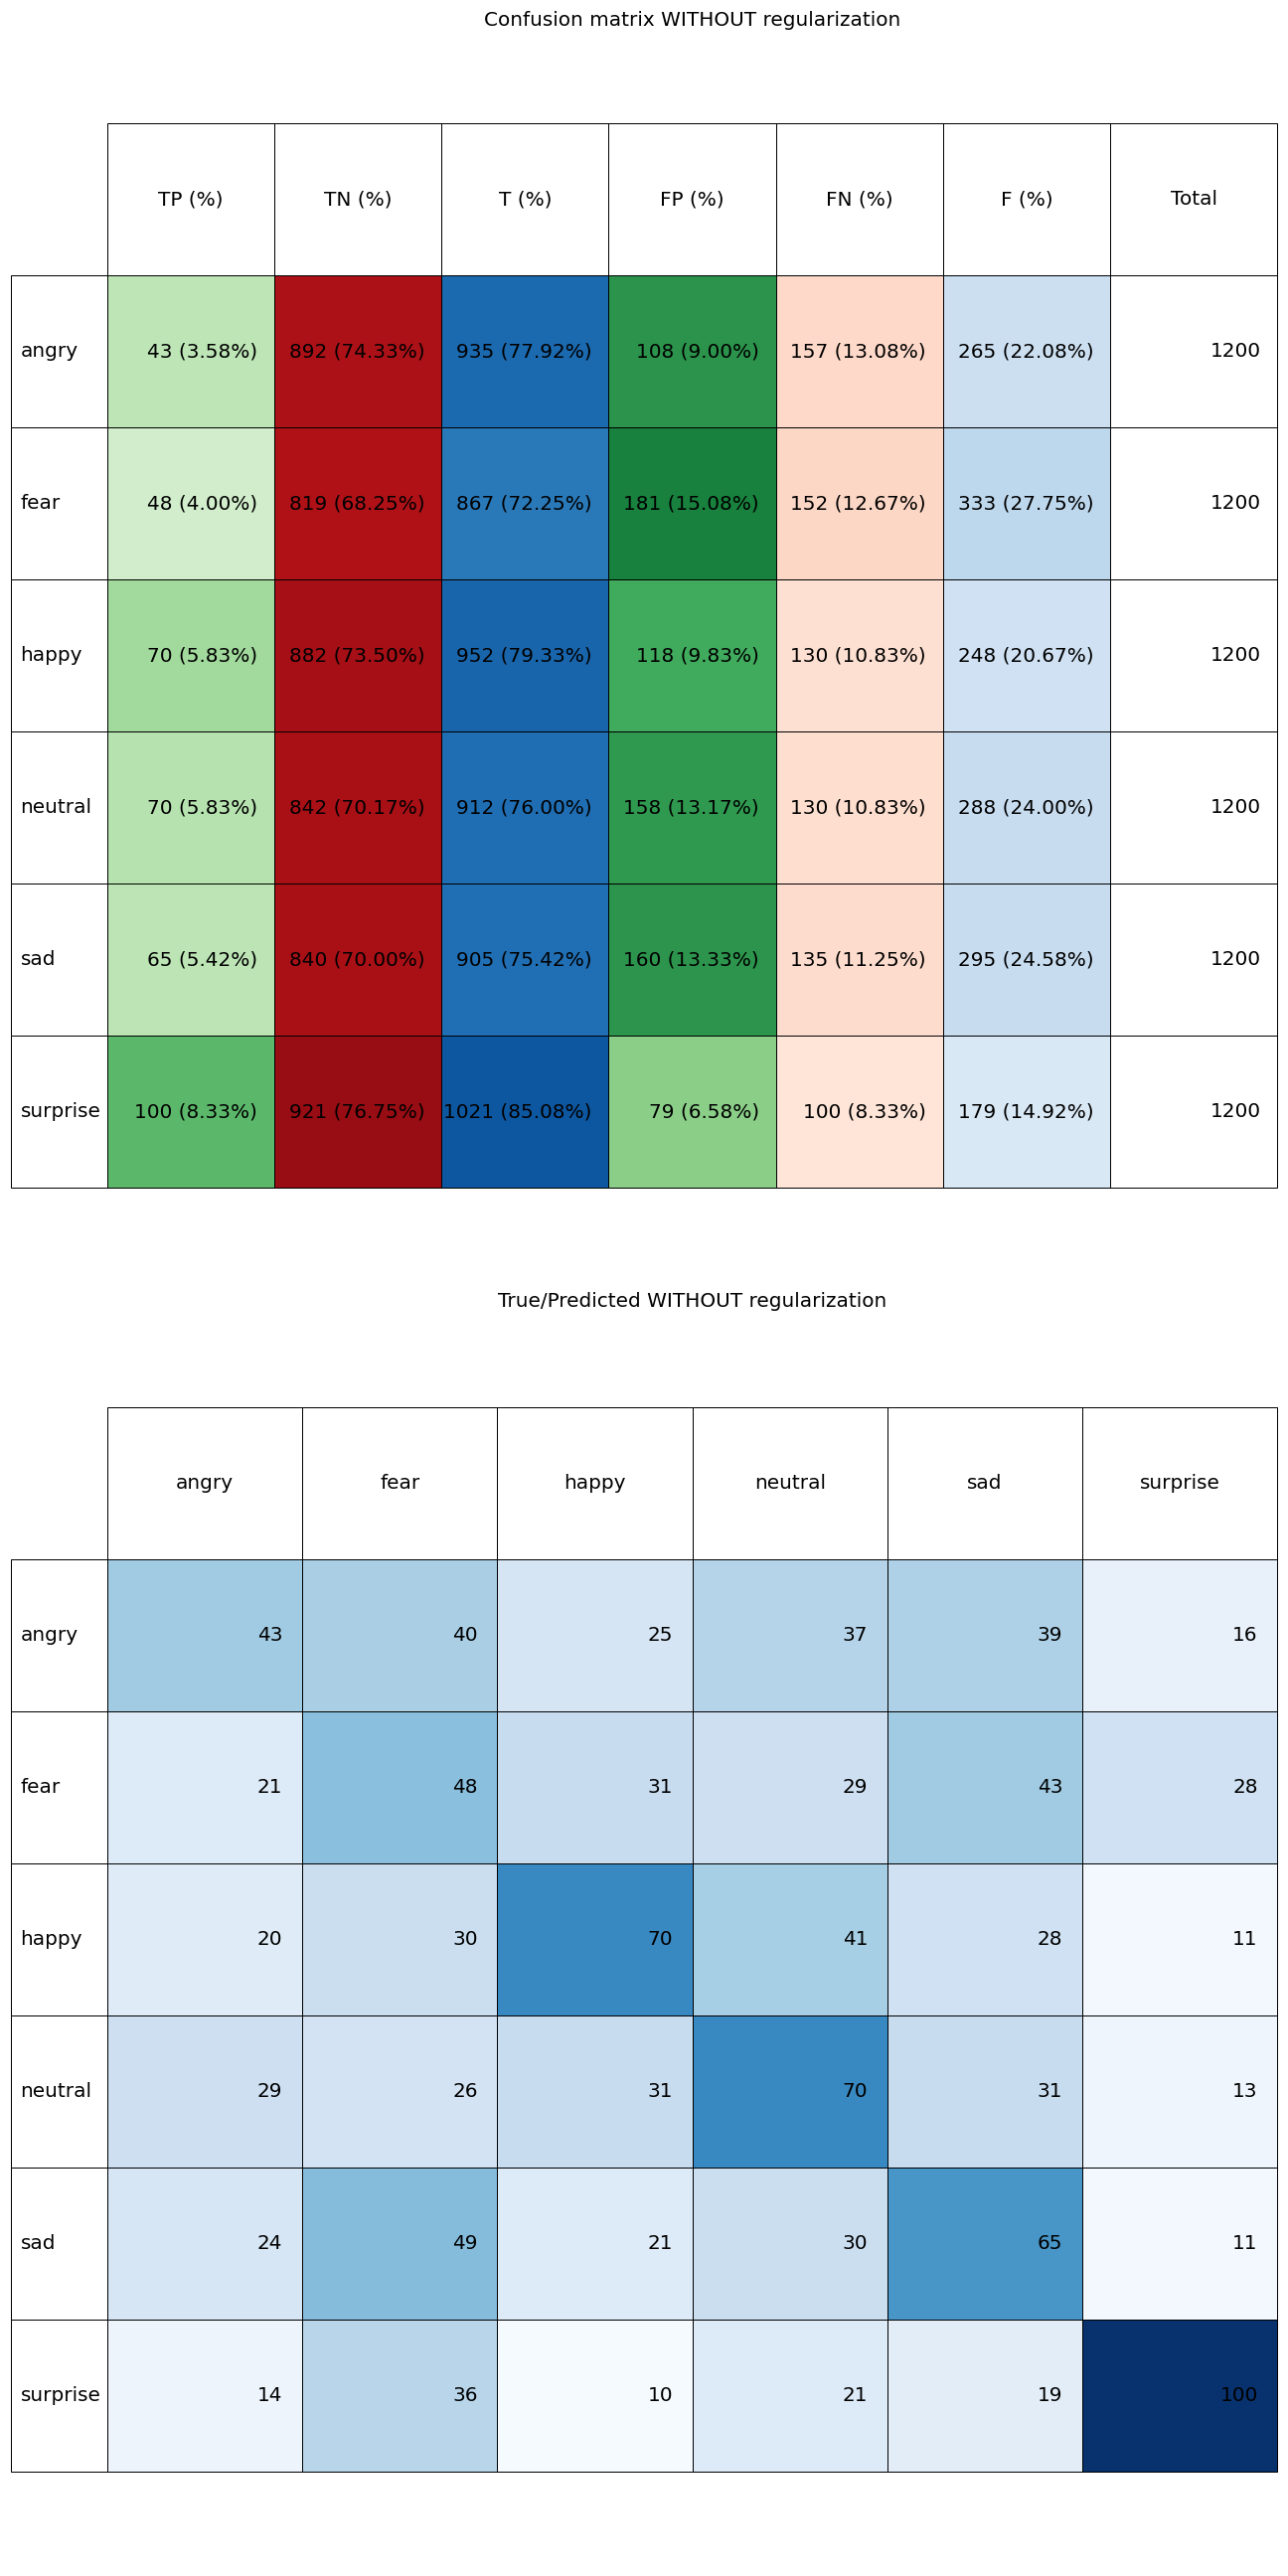 Confusion matrix WITHOUT regularization
TP (%) TN (%) T (%) FP (%) FN (%) F (%) Total
angry 43 (3.58%) 892 (74.33%) 935 (77.92%) 108 (9.00%) 157 (13.08%) 265 (22.08%) 1200
fear 48 (4.00%) 819 (68.25%) 867 (72.25%) 181 (15.08%) 152 (12.67%) 333 (27.75%) 1200
happy 70 (5.83%) 882 (73.50%) 952 (79.33%) 118 (9.83%) 130 (10.83%) 248 (20.67%) 1200
neutral 70 (5.83%) 842 (70.17%) 912 (76.00%) 158 (13.17%) 130 (10.83%) 288 (24.00%) 1200
sad 65 (5.42%) 840 (70.00%) 905 (75.42%) 160 (13.33%) 135 (11.25%) 295 (24.58%) 1200
surprise 100 (8.33%) 921 (76.75%) 1021 (85.08%) 79 (6.58%) 100 (8.33%) 179 (14.92%) 1200
True/Predicted WITHOUT regularization
angry fear happy neutral sad surprise
angry 43 40 25 37 39 16
fear 21 48 31 29 43 28
happy 20 30 70 41 28 11
neutral 29 26 31 70 31 13
sad 24 49 21 30 65 11
surprise 14 36 10 21 19 100